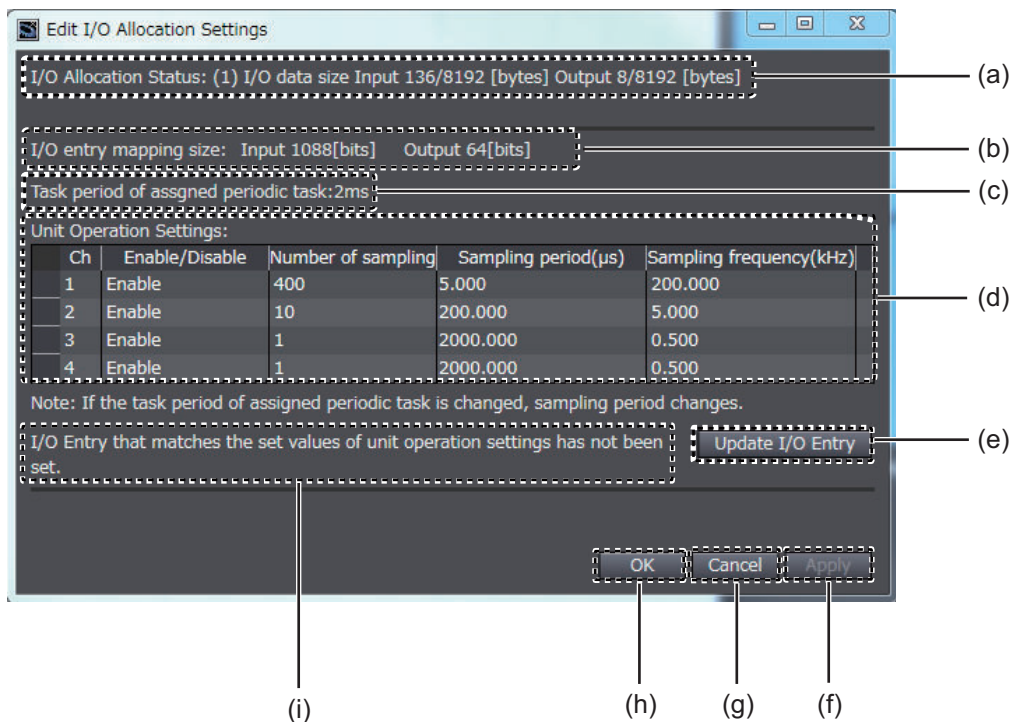 Edit I/O Allocation Settings
I/O Allocation Status: (1) I/O data size Input 136/8192 [bytes] Output 8/8192 [bytes]
(a)
I/O entry mapping size: Input 1088[bits] Output 64[bits]
(b)
Task period of assgned periodic task:2ms
(c)
Unit Operation Settings:
Ch Enable/Disable Number of sampling Sampling period(µs) Sampling frequency(kHz)
1 Enable 400 5.000 200.000
2 Enable 10 200.000 5.000
(d)
3 Enable 1 2000.000 0.500
4 Enable 1 2000.000 0.500
Note: If the task period of assigned periodic task is changed, sampling period changes.
I/O Entry that matches the set values of unit operation settings has not been
set.
Update I/O Entry
(e)
OK Cancel Apply
(i) (h) (g) (f)